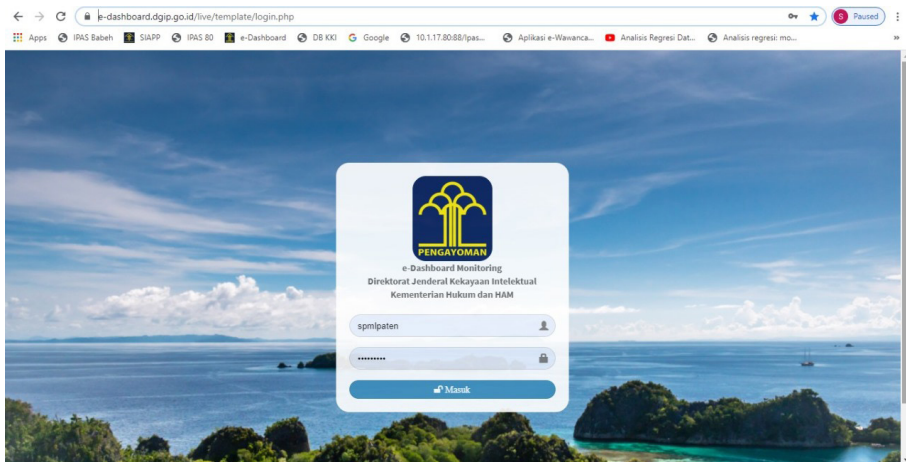 e-dashboard.dgip.go.id/live/template/login.php
S Paused
Apps IPAS Babeh SIAPP IPAS 80 e-Dashboard DB KKI Google 10.1.17.80:88/Ipas... Aplikasi e-Wawanca... Analisis Regresi Dat... Analisis regresi: mo... »
PENGAYOMAN
e-Dashboard Monitoring
Direktorat Jenderal Kekayaan Intelektual
Kementerian Hukum dan HAM
spmlpaten
•••••••••
Masuk